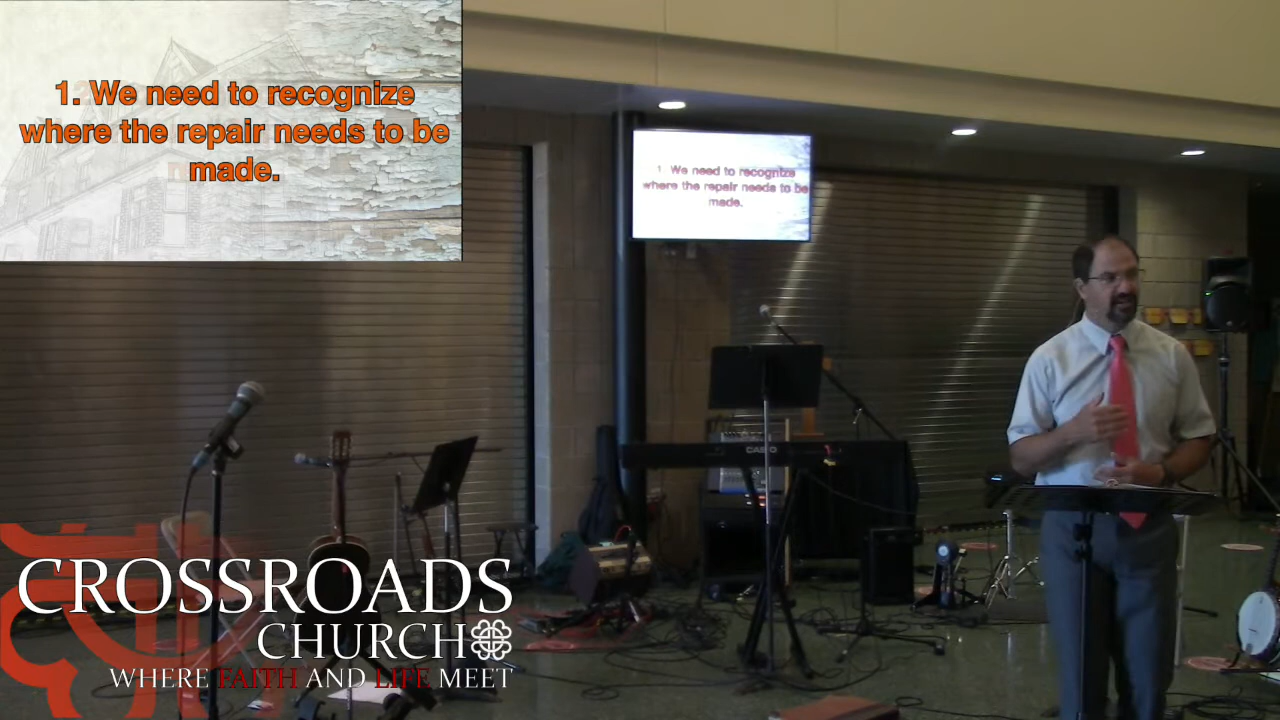 1. We need to recognize
where the repair needs to be
made.
1. We need to recognize
where the repair needs to be
made.
CASIO
CROSSROADS
CHURCH
WHERE FAITH AND LIFE MEET